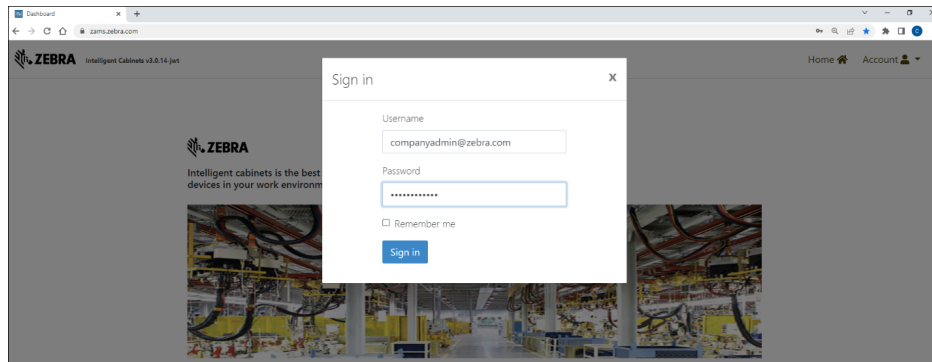 Dashboard
zams.zebra.com
ZEBRA Intelligent Cabinets v3.0.14-jwt
Home Account
Sign in X
Username
companyadmin@zebra.com
Password
••••••••••••
Remember me
Sign in
ZEBRA
Intelligent cabinets is the best
devices in your work environm